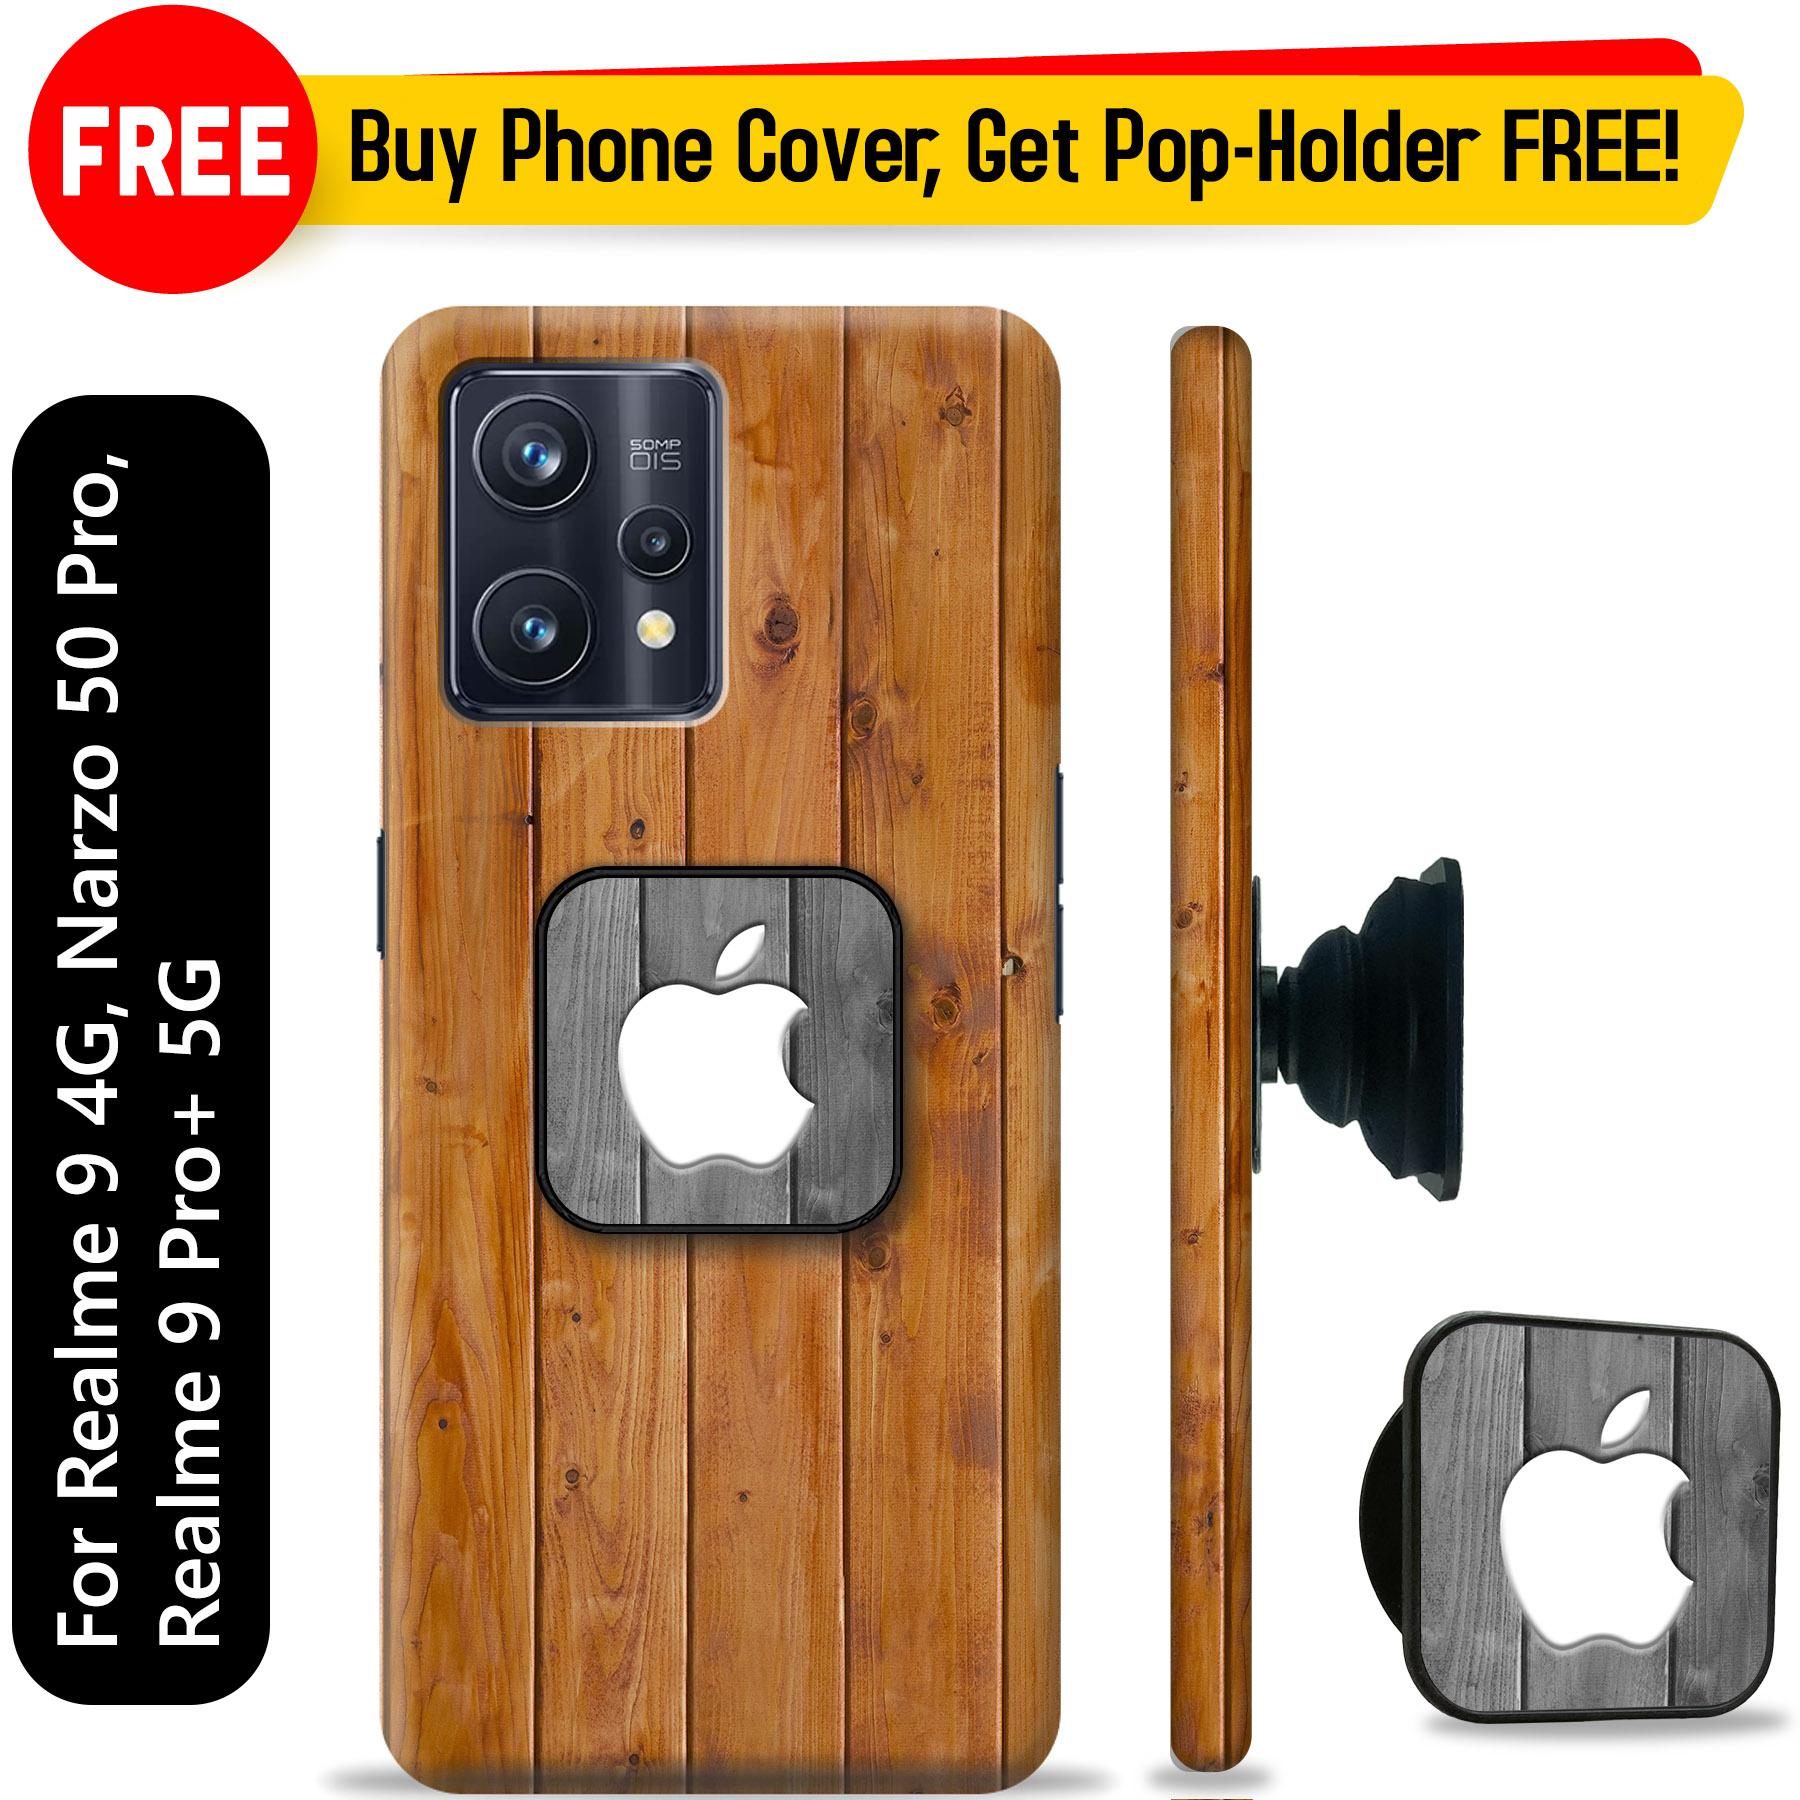 FREE
Buy Phone Cover, Get Pop-Holder FREE!
For Realme 9 4G, Narzo 50 Pro,
Realme 9 Pro+ 5G
50MP
OIS